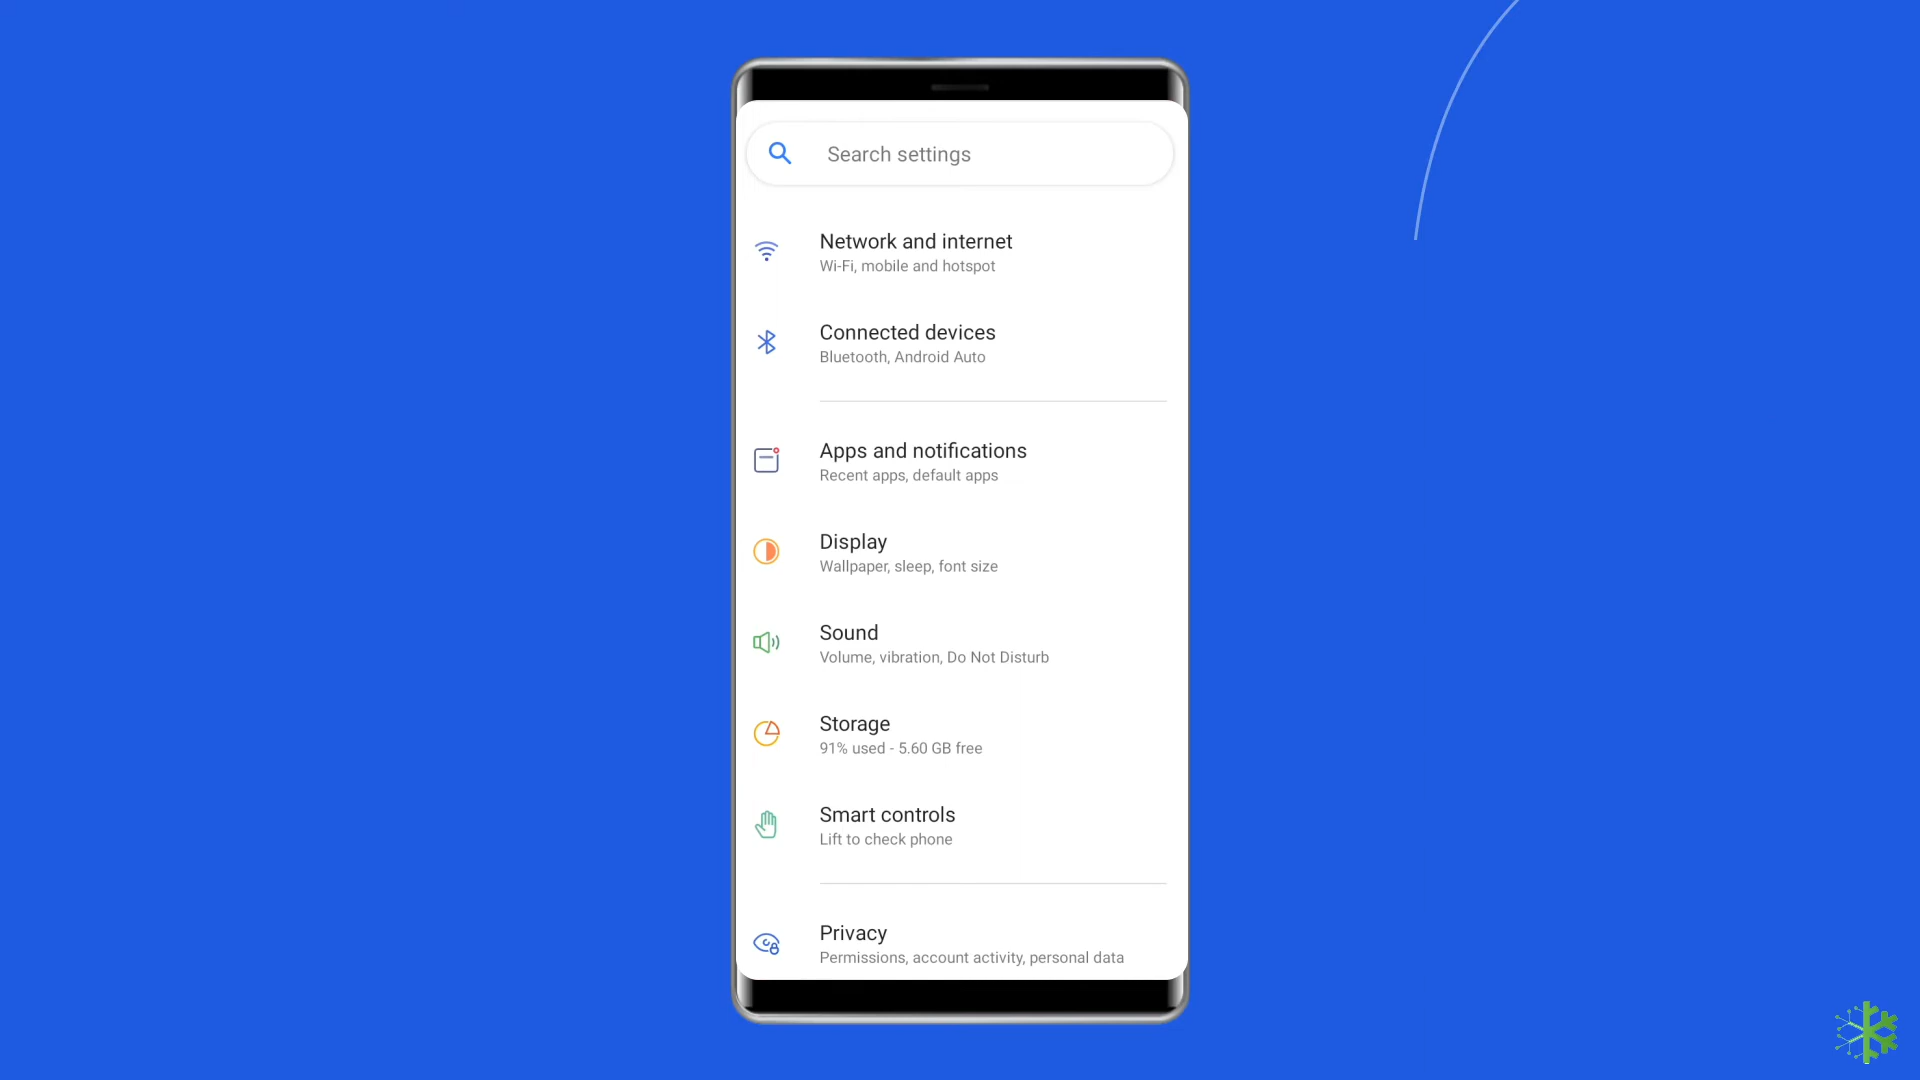 Search settings
Network and internet
Wi-Fi, mobile and hotspot
Connected devices
Bluetooth, Android Auto
Apps and notifications
Recent apps, default apps
Display
Wallpaper, sleep, font size
Sound
Volume, vibration, Do Not Disturb
Storage
91% used - 5.60 GB free
Smart controls
Lift to check phone
Privacy
Permissions, account activity, personal data